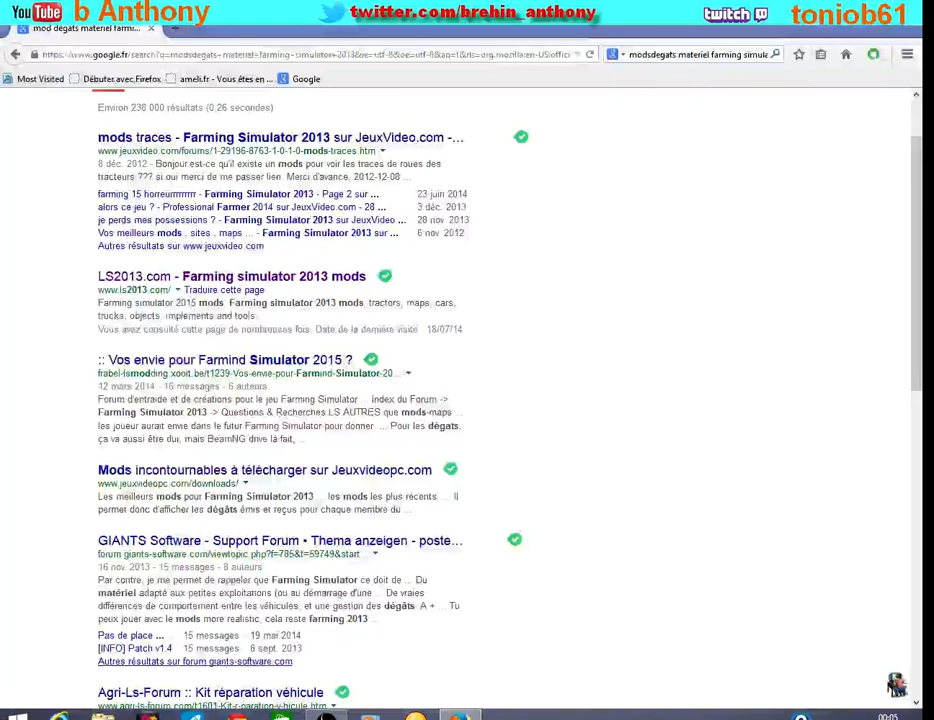 You Tube b Anthony
twitter.com/brehin_anthony
twitch toniob61
mod dégats materiel farmi...
https://www.google.fr/search?q=modsdegats+materiel+farming+simulator+2013&ie=utf-8&oe=utf-8&aq=t&rls=org.mozilla:en-US:offici
modsdegats materiel farming simula
Most Visited Débuter avec Firefox ameli.fr - Vous êtes en ... Google
Environ 238 000 résultats (0,26 secondes)
mods traces - Farming Simulator 2013 sur JeuxVideo.com -...
www.jeuxvideo.com/forums/1-29196-8763-1-0-1-0-mods-traces.htm
8 déc. 2012 - Bonjour est-ce qu'il existe un mods pour voir les traces de roues des
tracteurs ??? si oui merci de me passer lien. Merci d'avance, 2012-12-08 ...
farming 15 horreurrrrrrrr - Farming Simulator 2013 - Page 2 sur ... 23 juin 2014
alors ce jeu ? - Professional Farmer 2014 sur JeuxVideo.com - 28 ... 3 déc. 2013
je perds mes possessions ? - Farming Simulator 2013 sur JeuxVideo ... 28 nov. 2013
Vos meilleurs mods . sites . maps ... - Farming Simulator 2013 sur ... 6 nov. 2012
Autres résultats sur www.jeuxvideo.com
LS2013.com - Farming simulator 2013 mods
www.ls2013.com/ Traduire cette page
Farming simulator 2015 mods Farming simulator 2013 mods, tractors, maps, cars,
trucks, objects, implements and tools
Vous avez consulté cette page de nombreuses fois. Date de la dernière visite : 18/07/14
:: Vos envie pour Farmind Simulator 2015 ?
frabel-lsmodding.xooit.be/t1239-Vos-envie-pour-Farmind-Simulator-20...
12 mars 2014 - 16 messages - 6 auteurs
Forum d'entraide et de créations pour le jeu Farming Simulator ... index du Forum ->
Farming Simulator 2013 -> Questions & Recherches LS AUTRES que mods-maps ...
les joueur aurait envie dans le futur Farming Simulator pour donner ... Pour les dégats,
ça va aussi être dur, mais BeamNG drive là fait, ...
Mods incontournables à télécharger sur Jeuxvideopc.com
www.jeuxvideopc.com/downloads/
Les meilleurs mods pour Farming Simulator 2013 ... les mods les plus récents ... Il
permet donc d'afficher les dégâts émis et reçus pour chaque membre du ...
GIANTS Software - Support Forum • Thema anzeigen - poste...
forum.giants-software.com/viewtopic.php?f=785&t=59749&start
16 nov. 2013 - 15 messages - 8 auteurs
Par contre, je me permet de rappeler que Farming Simulator ce doit de ... Du
matériel adapté aux petites exploitations (ou au démarrage d'une ... De vraies
différences de comportement entre les véhicules, et une gestion des dégâts. A + ... Tu
peux jouer avec le mods more realistic, cela reste farming 2013 ...
Pas de place ... 15 messages 19 mai 2014
[INFO] Patch v1.4 15 messages 6 sept. 2013
Autres résultats sur forum.giants-software.com
Agri-Ls-Forum :: Kit réparation véhicule
www.agri-ls.com/t1601-Kit-r-paration-v-hicule.htm
00:05